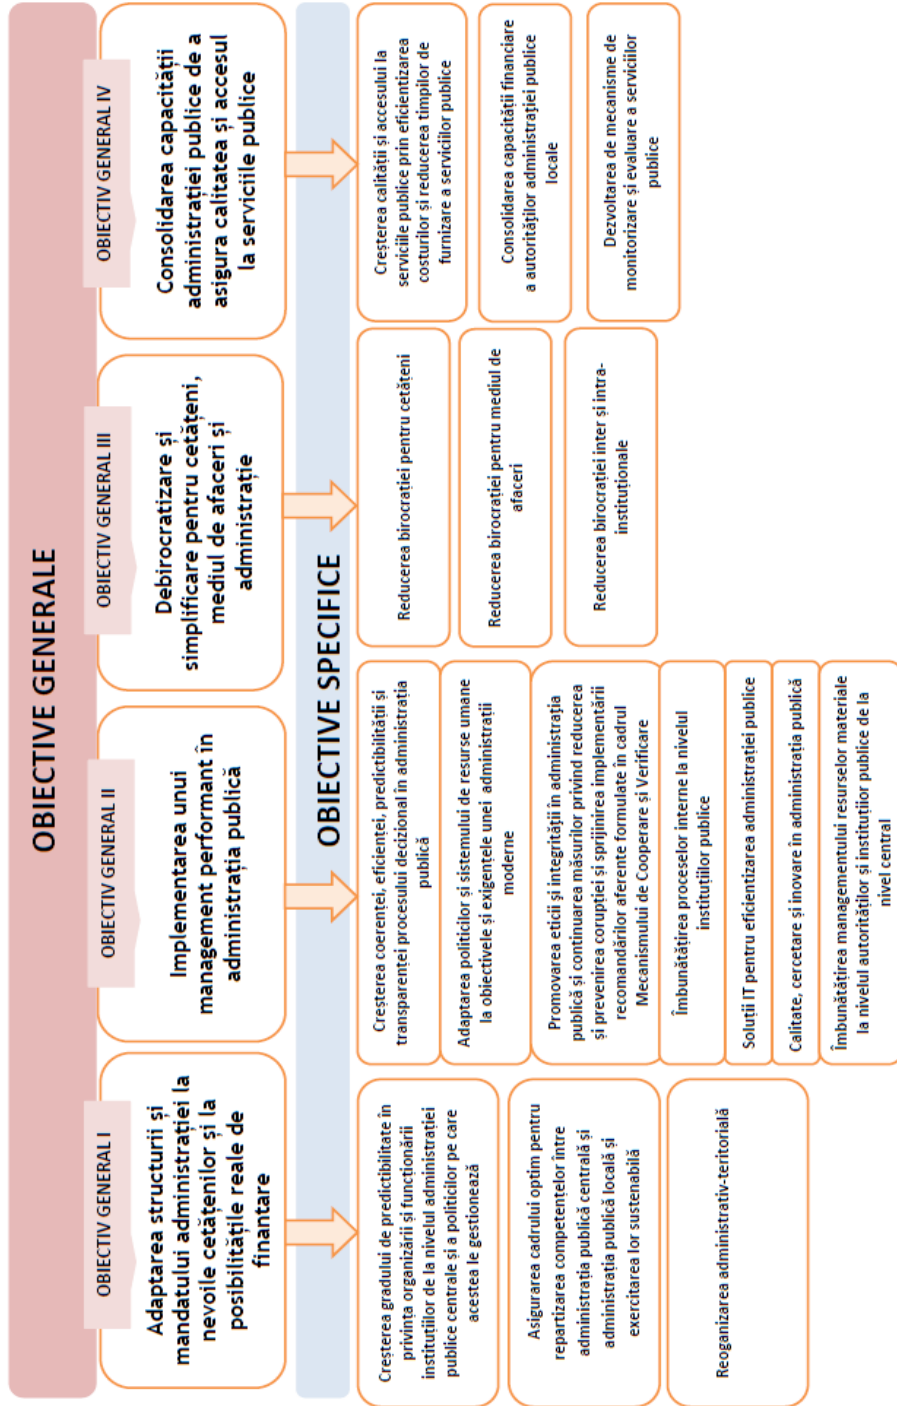 OBIECTIVE GENERALE
OBIECTIV GENERAL I
Adaptarea structurii și
mandatului administrației la
nevoile cetățenilor și la
posibilitățile reale de
finantare
OBIECTIV GENERAL II
Implementarea unui
management performant în
administrația publică
OBIECTIV GENERAL III
Debirocratizare și
simplificare pentru cetățeni,
mediul de afaceri și
administrație
OBIECTIV GENERAL IV
Consolidarea capacității
administrației publice de a
asigura calitatea și accesul
la serviciile publice
OBIECTIVE SPECIFICE
Creșterea gradului de predictibilitate în
privința organizării și funcționării
instituțiilor de la nivelul administrației
publice centrale și a politicilor pe care
acestea le gestionează
Asigurarea cadrului optim pentru
repartizarea competențelor între
administrația publică centrală și
administrația publică locală și
exercitarea lor sustenabilă
Reoganizarea administrativ-teritorială
Creșterea coerenței, eficienței, predictibilității și
transparenței procesului decizional în administrația
publică
Adaptarea politicilor și sistemului de resurse umane
la obiectivele și exigențele unei administrații
moderne
Promovarea eticii și integrității în administrația
publică și continuarea măsurilor privind reducerea
și prevenirea corupției și sprijinirea implementării
recomandărilor aferente formulate în cadrul
Mecanismului de Cooperare și Verificare
Îmbunătățirea proceselor interne la nivelul
instituțiilor publice
Soluții IT pentru eficientizarea administrației publice
Calitate, cercetare și inovare în administrația publică
Îmbunătățirea managementului resurselor materiale
la nivelul autorităților și instituțior publice de la
nivel central
Reducerea birocrației pentru cetățeni
Reducerea birocrației pentru mediul de
afaceri
Reducerea birocrației inter și intra-
instituționale
Creșterea calității și accesului la
serviciile publice prin eficientizarea
costurilor și reducerea timpilor de
furnizare a serviciilor publice
Consolidarea capacității financiare
a autorităților administrației publice
locale
Dezvoltarea de mecanisme de
monitorizare și evaluare a serviciilor
publice